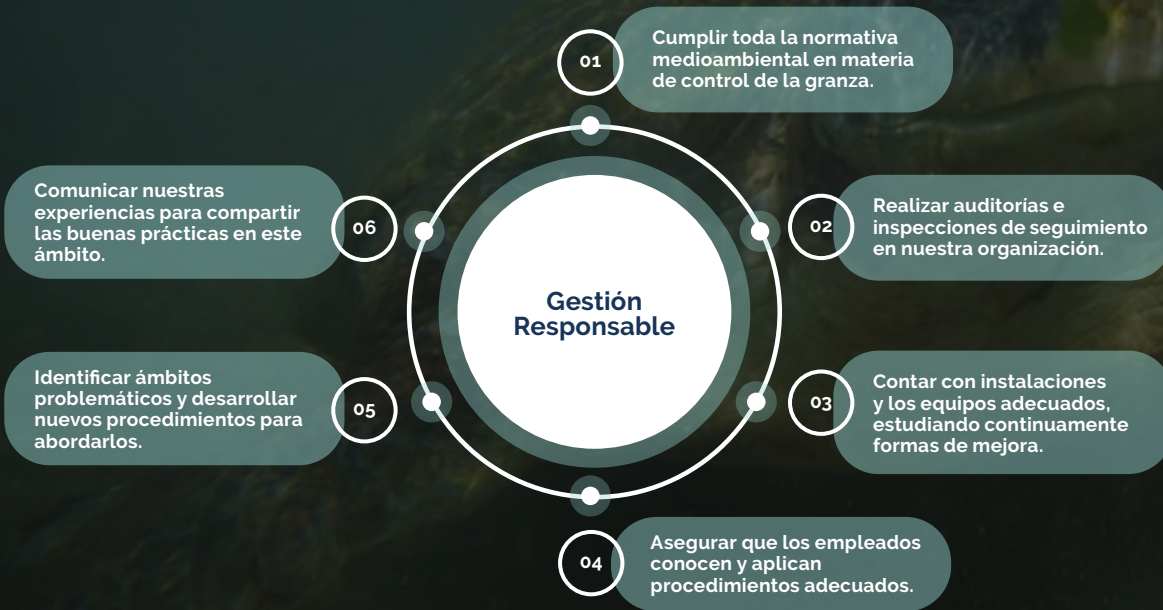 01
Cumplir toda la normativa
medioambiental en materia
de control de la granza.
02
Realizar auditorías e
inspecciones de seguimiento
en nuestra organización.
03
Contar con instalaciones
y los equipos adecuados,
estudiando continuamente
formas de mejora.
04
Asegurar que los empleados
conocen y aplican
procedimientos adecuados.
05
Identificar ámbitos
problemáticos y desarrollar
nuevos procedimientos para
abordarlos.
06
Comunicar nuestras
experiencias para compartir
las buenas prácticas en este
ámbito.
Gestión
Responsable